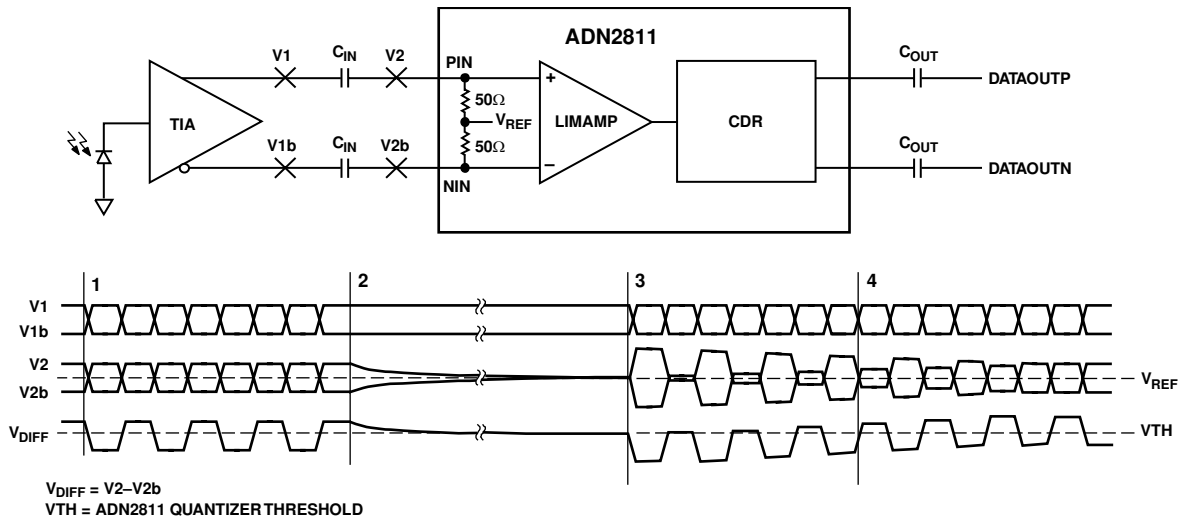 ADN2811
V1
C_IN
V2
PIN
C_OUT
DATAOUTP
50Ω
V_REF
50Ω
TIA
+
LIMAMP
–
CDR
V1b
C_IN
V2b
NIN
C_OUT
DATAOUTN
1
2
3
4
V1
V1b
V2
V2b
V_REF
V_DIFF
VTH
V_DIFF = V2–V2b
VTH = ADN2811 QUANTIZER THRESHOLD